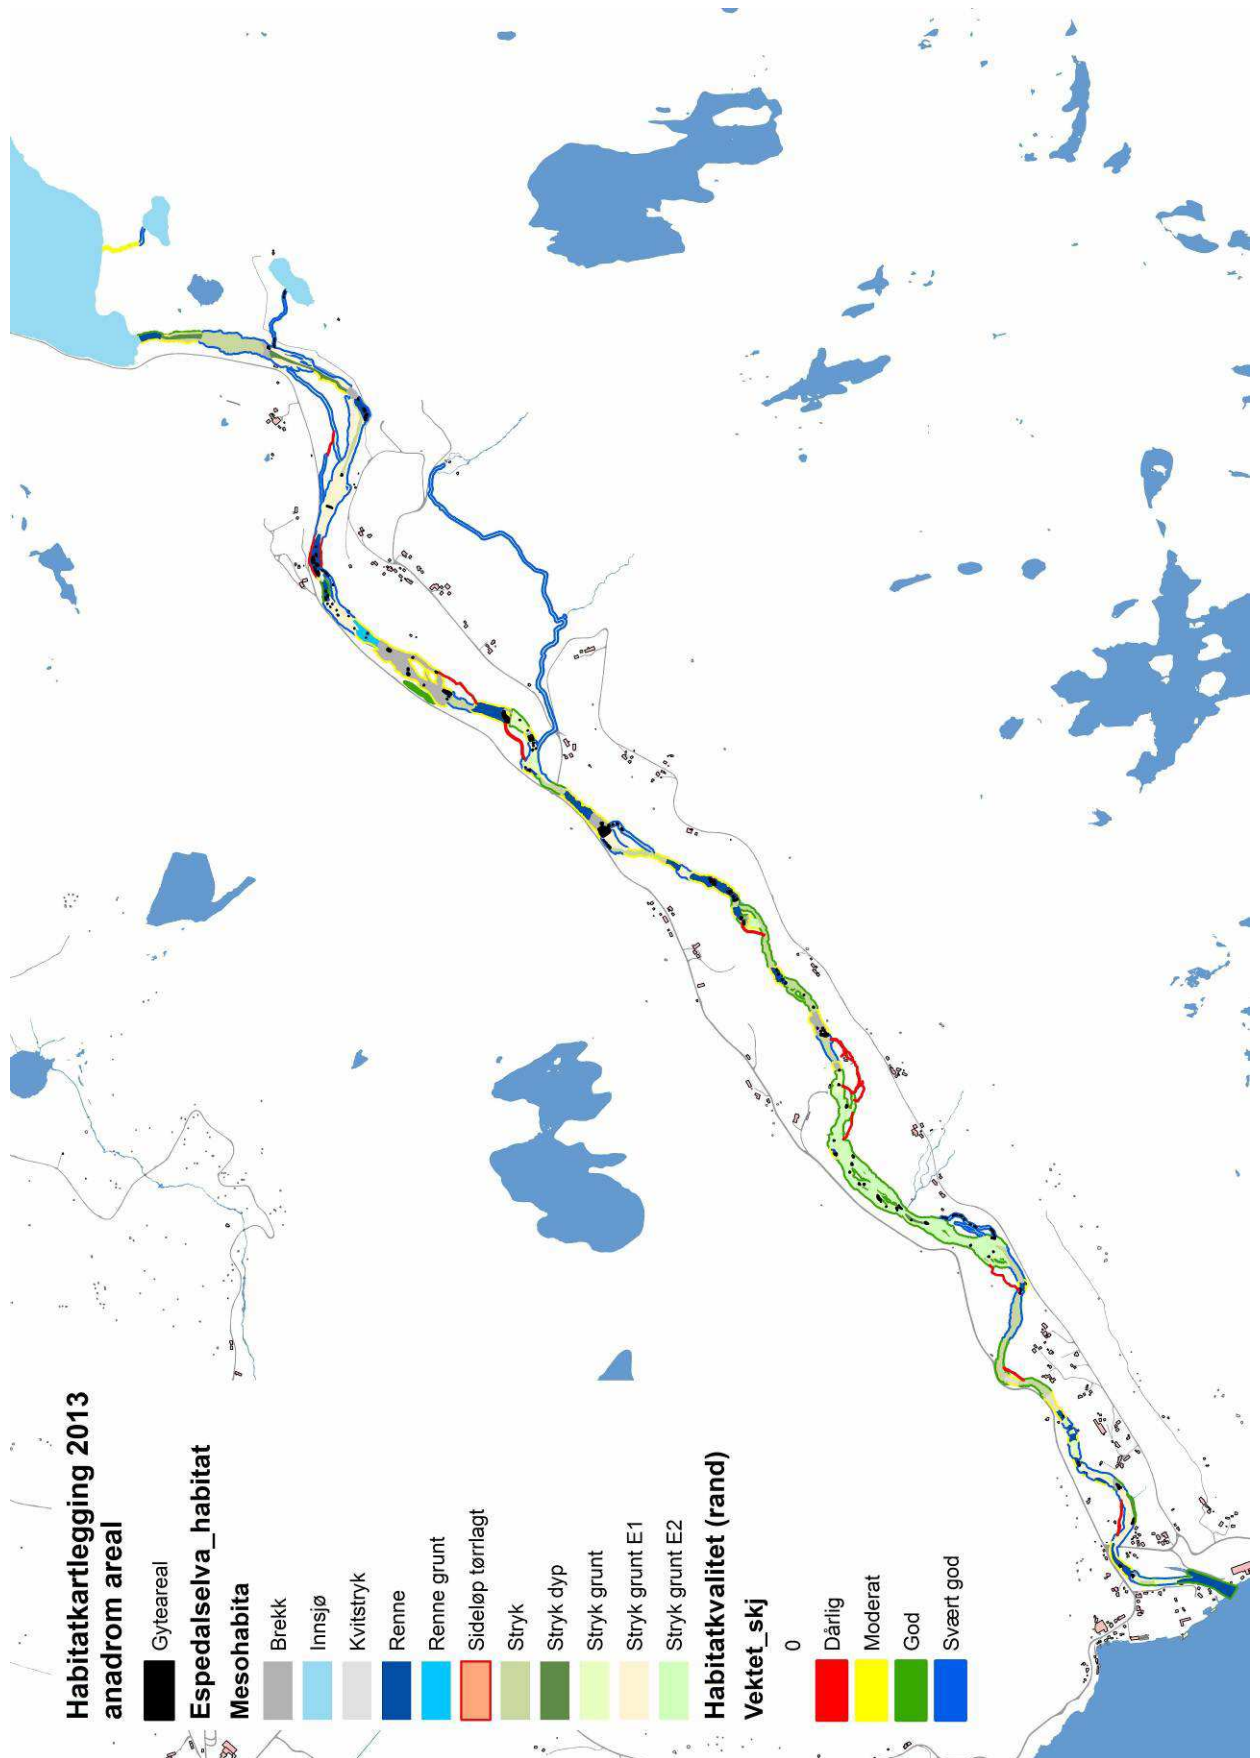 Habitatkartlegging 2013
anadrom areal
Gyteareal
Espedalselva_habitat
Mesohabita
Brekk
Innsjø
Kvitstryk
Renne
Renne grunt
Sideløp tørrlagt
Stryk
Stryk dyp
Stryk grunt
Stryk grunt E1
Stryk grunt E2
Habitatkvalitet (rand)
Vektet_skj
0
Dårlig
Moderat
God
Svært god